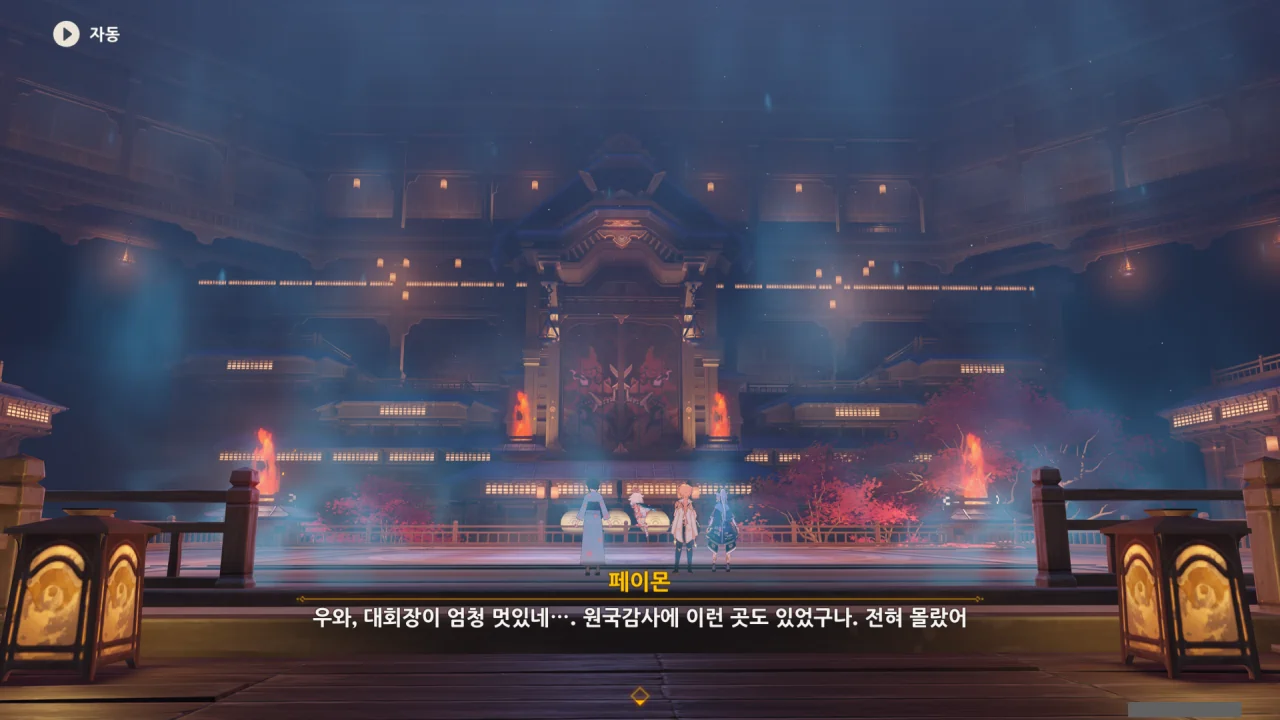 자동
페이몬
우와, 대회장이 엄청 멋있네···. 원국감사에 이런 곳도 있었구나. 전혀 몰랐어